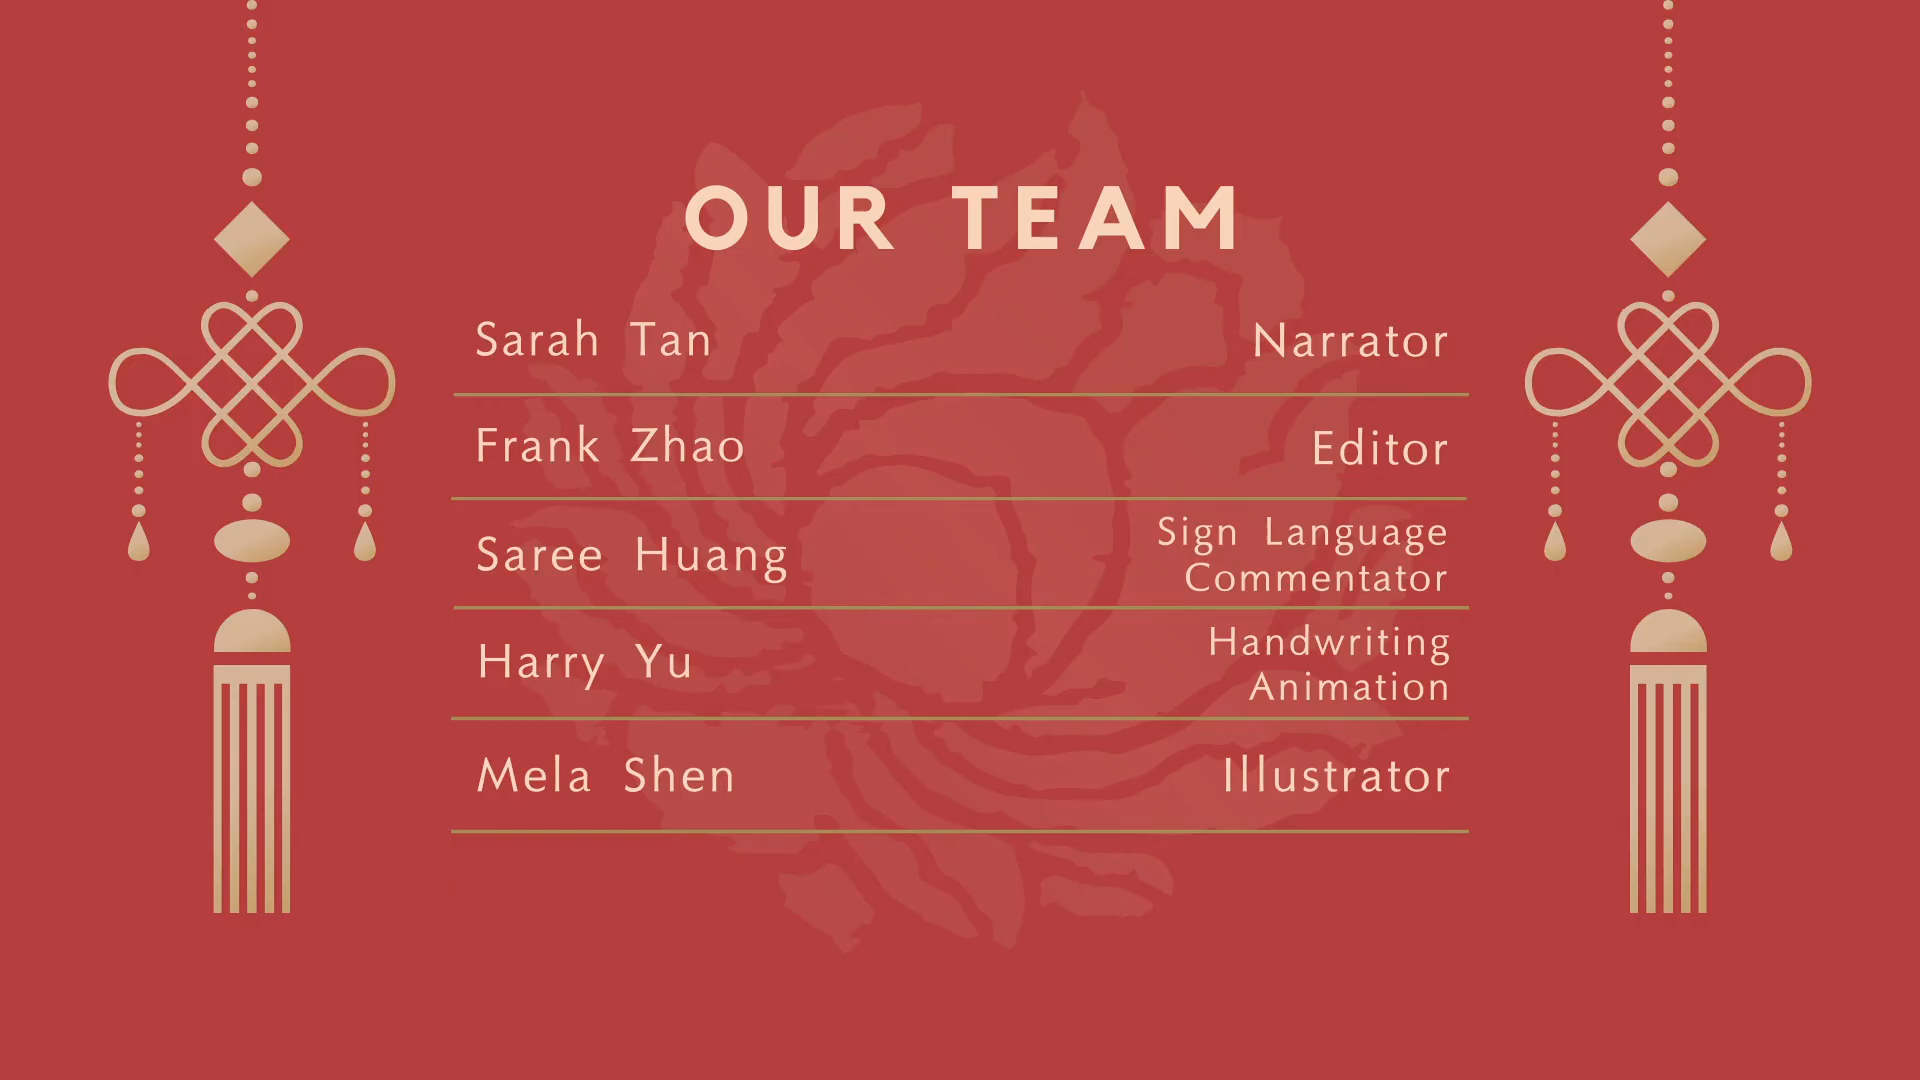 OUR TEAM
Sarah Tan
Narrator
Frank Zhao
Editor
Saree Huang
Sign Language
Commentator
Harry Yu
Handwriting
Animation
Mela Shen
Illustrator